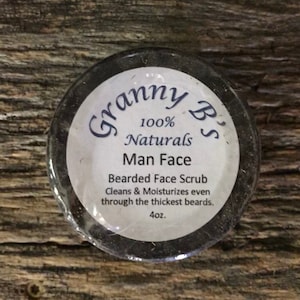 Granny B's
100%
Naturals
Man Face
Bearded Face Scrub
Cleans & Moisturizes even
through the thickest beards.
4oz.